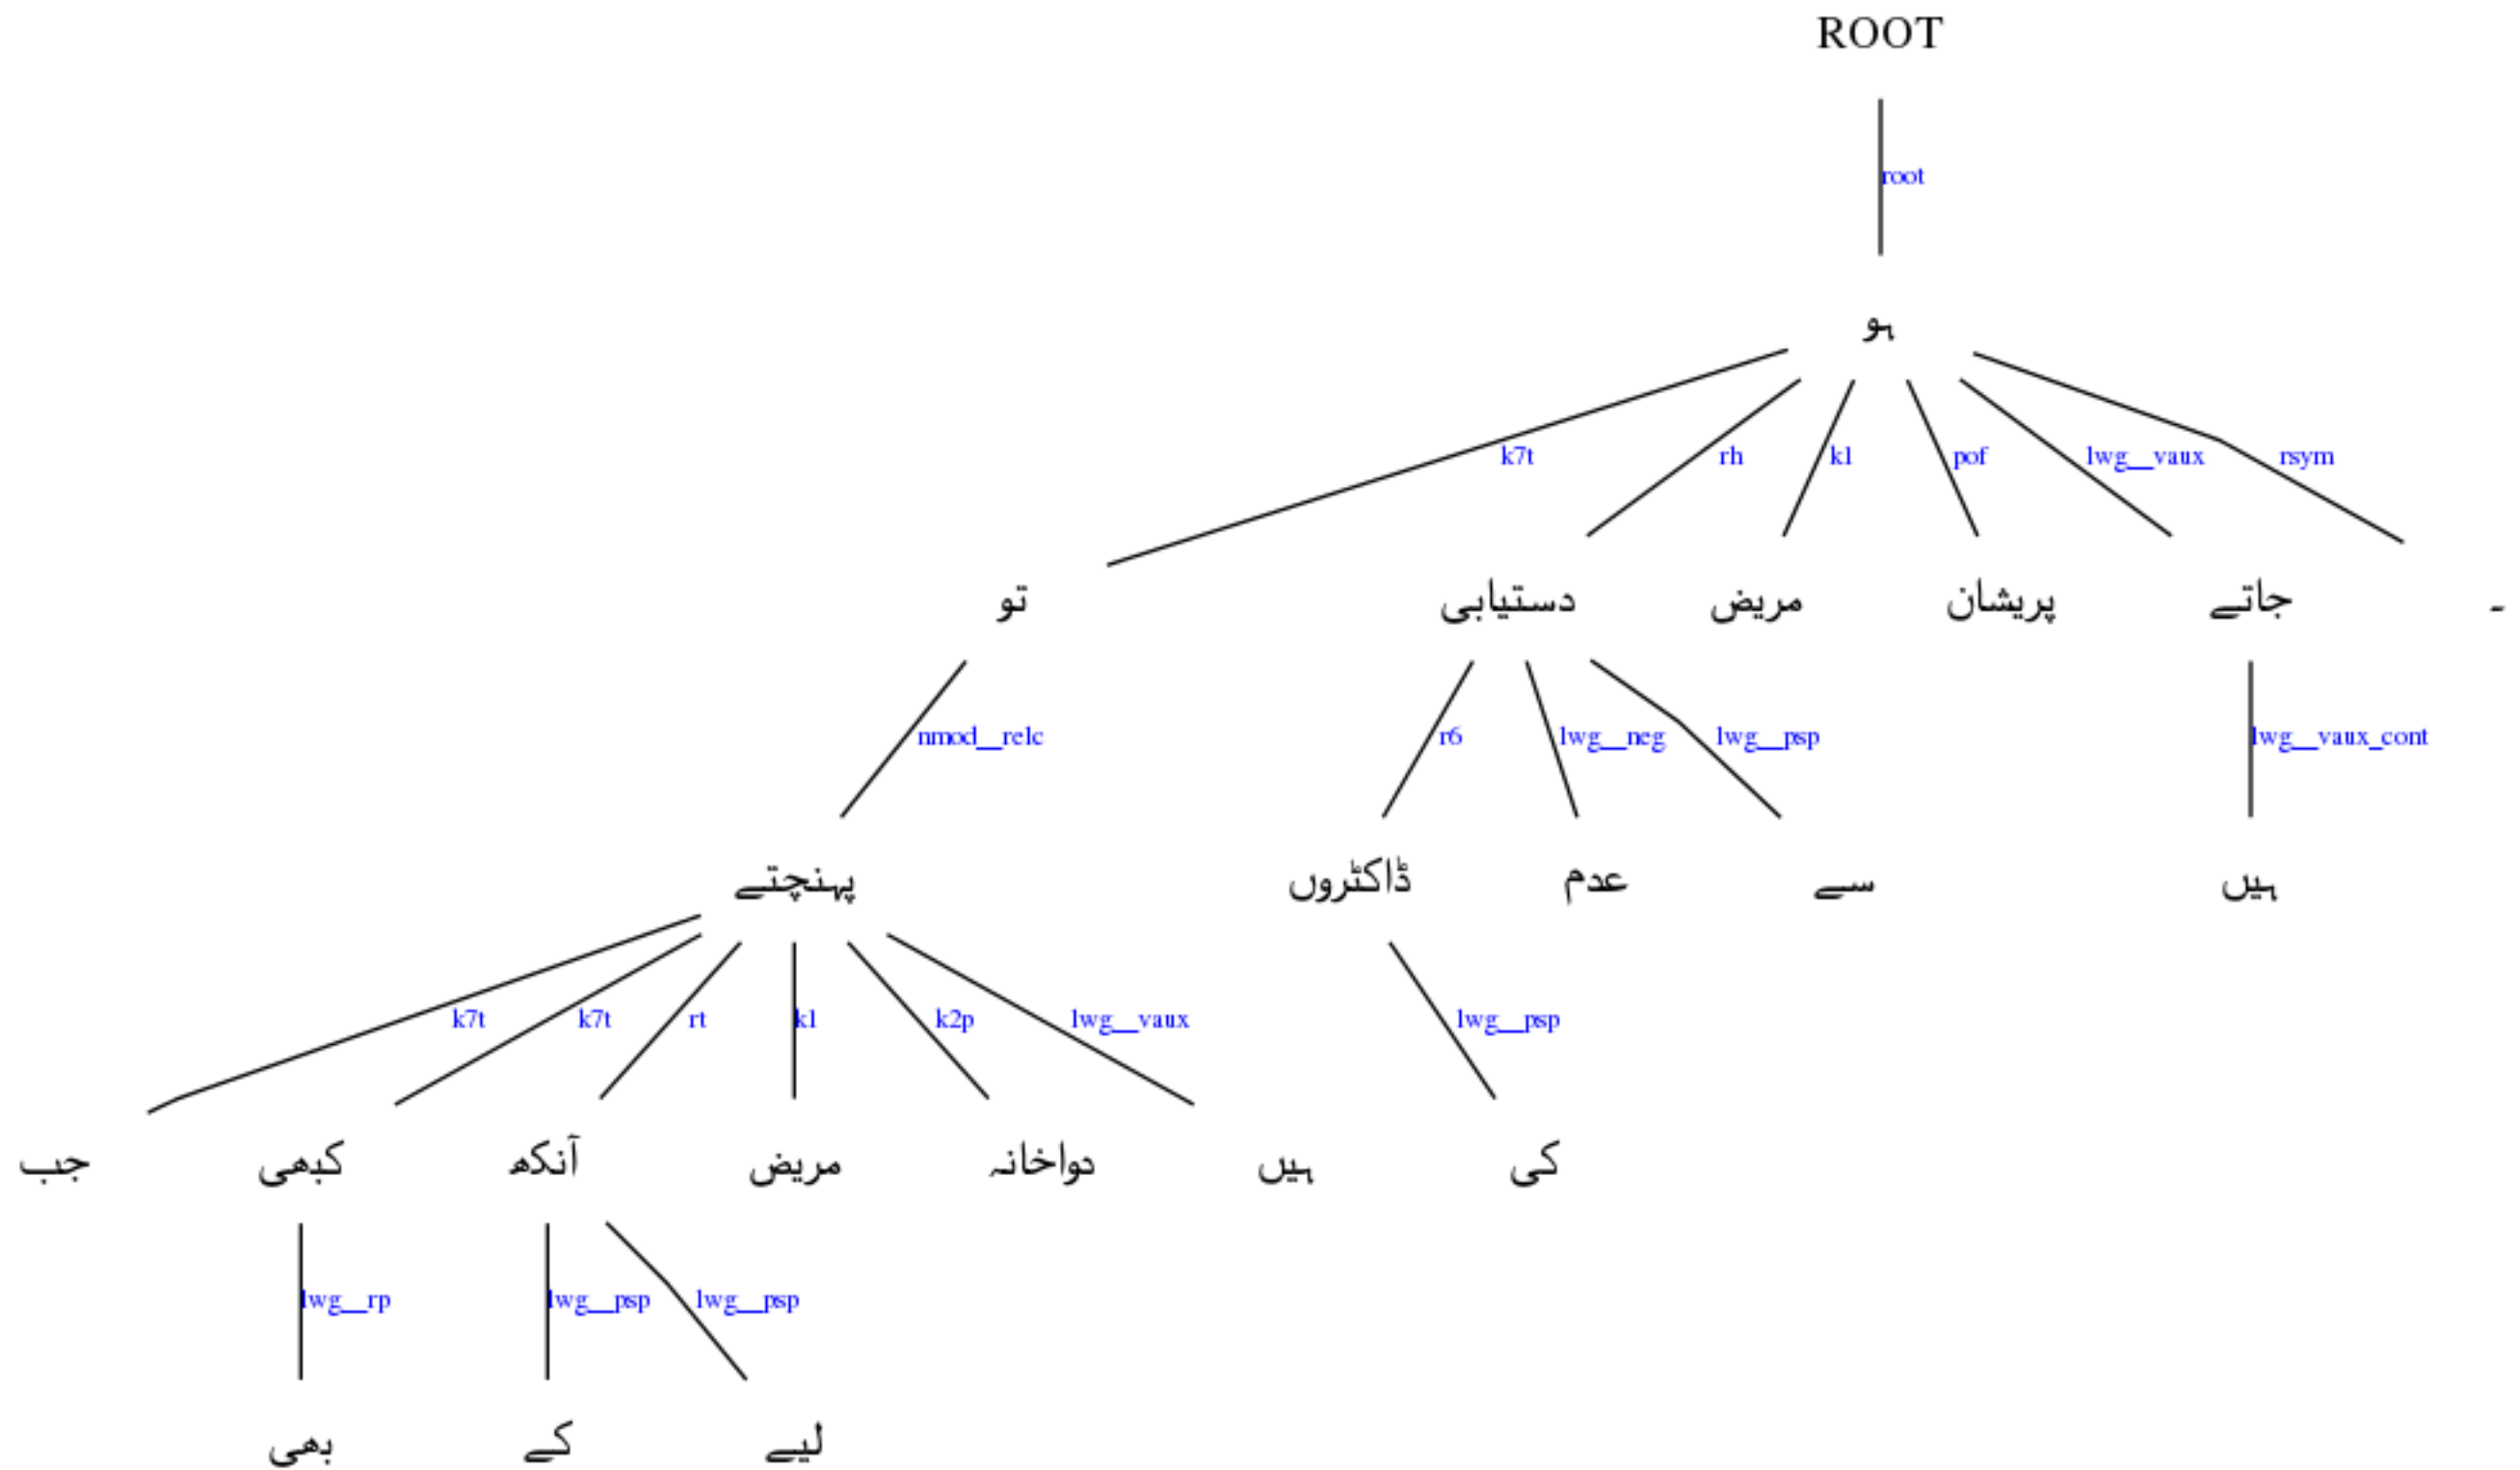 ROOT
root
ہو
k7t rh k1 pof lwg__vaux rsym
تو دستیابی مریض پریشان جاتے ۔
nmod__relc r6 lwg__neg lwg__psp lwg__vaux_cont
پہنچتے ڈاکٹروں عدم سے ہیں
k7t k7t rt k1 k2p lwg__vaux lwg__psp
جب کبھی آنکھ مریض دواخانہ ہیں کی
lwg__rp lwg__psp lwg__psp
بھی کے لیے